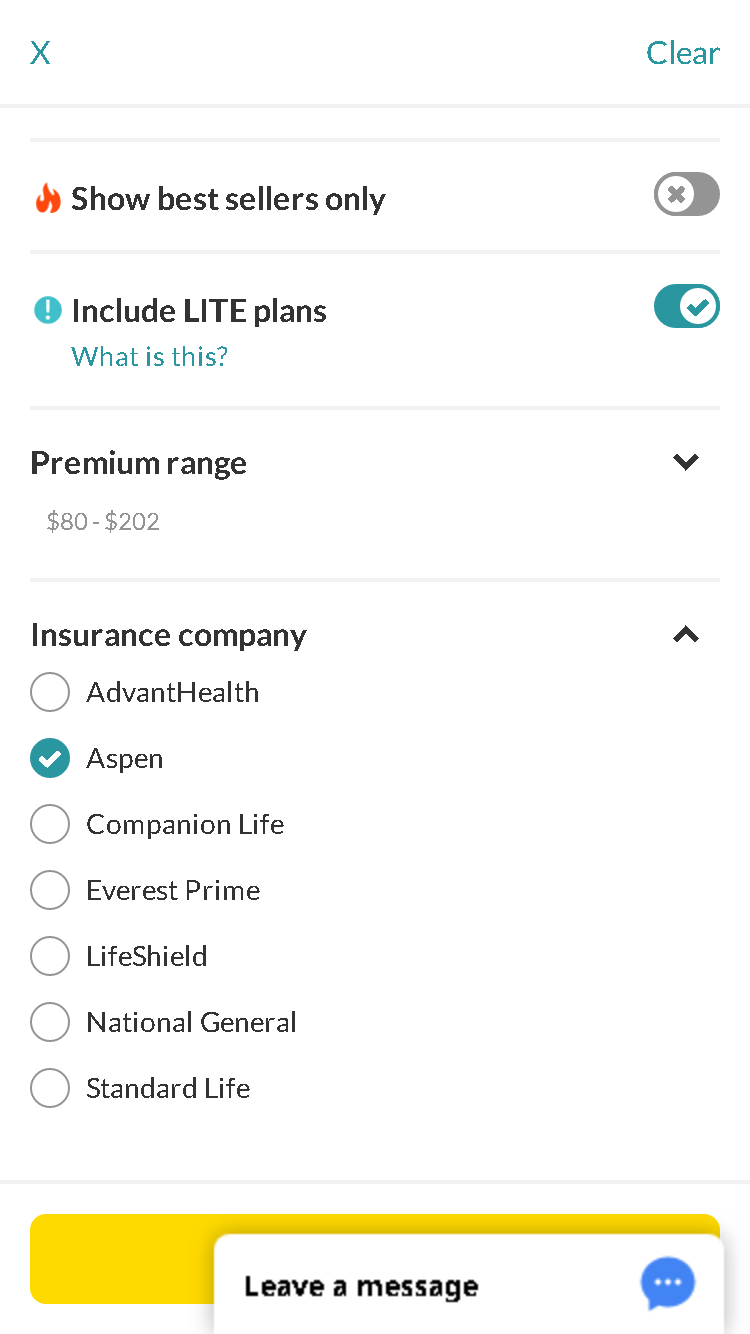 X
Clear
Show best sellers only
Include LITE plans
What is this?
Premium range
$80 - $202
Insurance company
AdvantHealth
Aspen
Companion Life
Everest Prime
LifeShield
National General
Standard Life
Leave a message